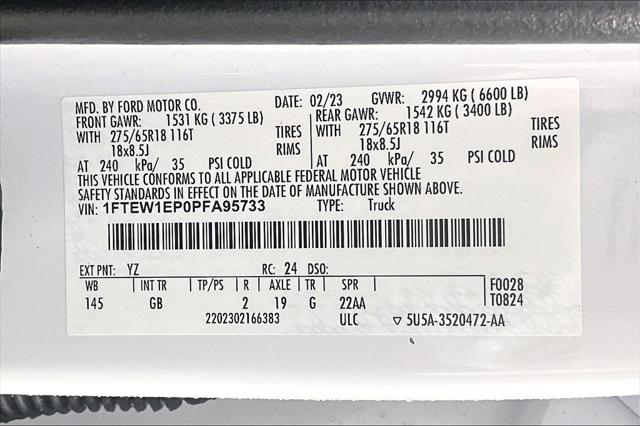 MFD. BY FORD MOTOR CO. DATE: 02/23 GVWR: 2994 KG ( 6600 LB)
FRONT GAWR: 1531 KG ( 3375 LB) REAR GAWR: 1542 KG ( 3400 LB)
WITH 275/65R18 116T TIRES WITH 275/65R18 116T TIRES
18x8.5J RIMS 18x8.5J RIMS
AT 240 kPa/ 35 PSI COLD AT 240 kPa/ 35 PSI COLD
THIS VEHICLE CONFORMS TO ALL APPLICABLE FEDERAL MOTOR VEHICLE
SAFETY STANDARDS IN EFFECT ON THE DATE OF MANUFACTURE SHOWN ABOVE.
VIN: 1FTEW1EP0PFA95733 TYPE: Truck
EXT PNT: YZ RC: 24 DSO:
WB INT TR TP/PS R AXLE TR SPR F0028
145 GB 2 19 G 22AA T0824
2202302166383 ULC ▽ 5U5A-3520472-AA